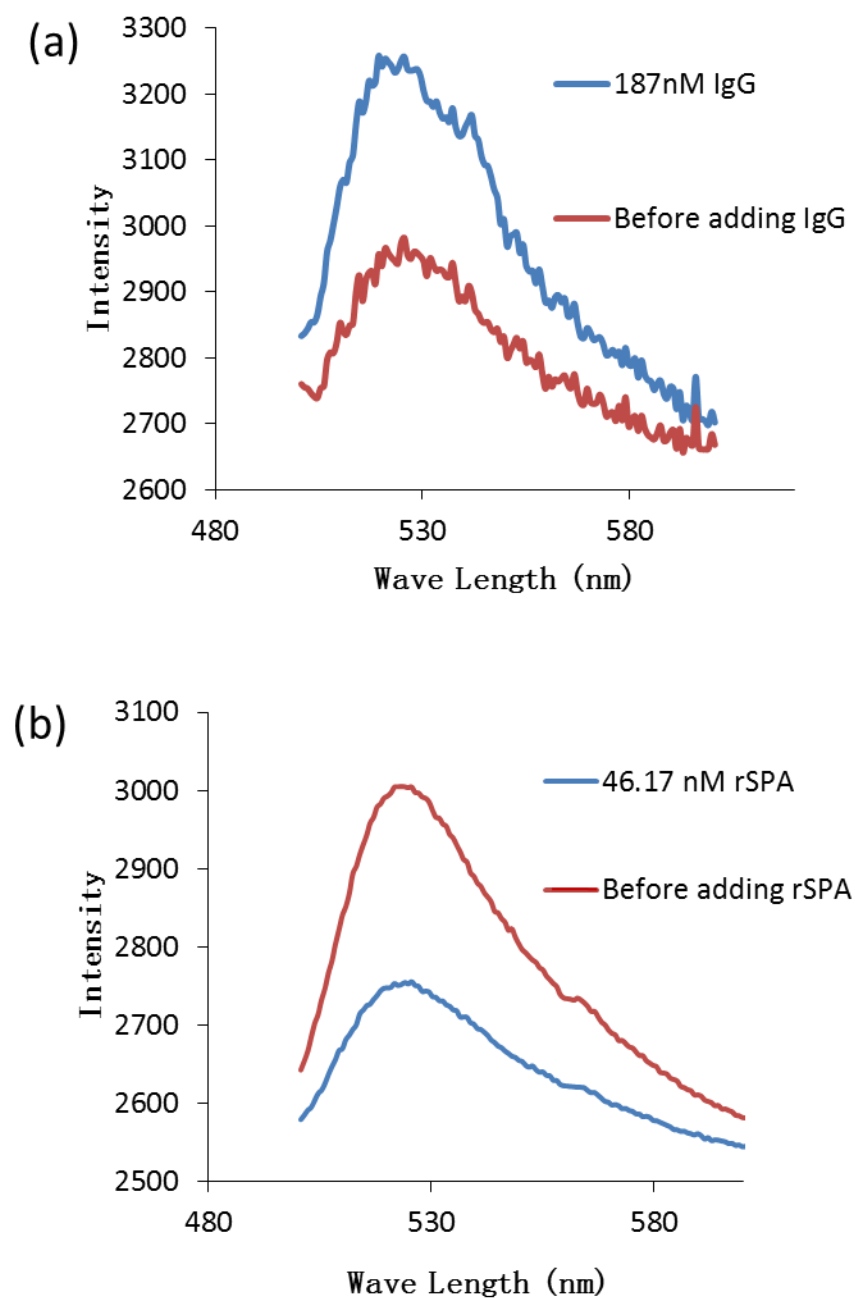 (a)
3300
3200
3100
3000
2900
2800
2700
2600
Intensity
187nM IgG
Before adding IgG
480 530 580
Wave Length (nm)
(b)
3100
3000
2900
2800
2700
2600
2500
Intensity
46.17 nM rSPA
Before adding rSPA
480 530 580
Wave Length (nm)